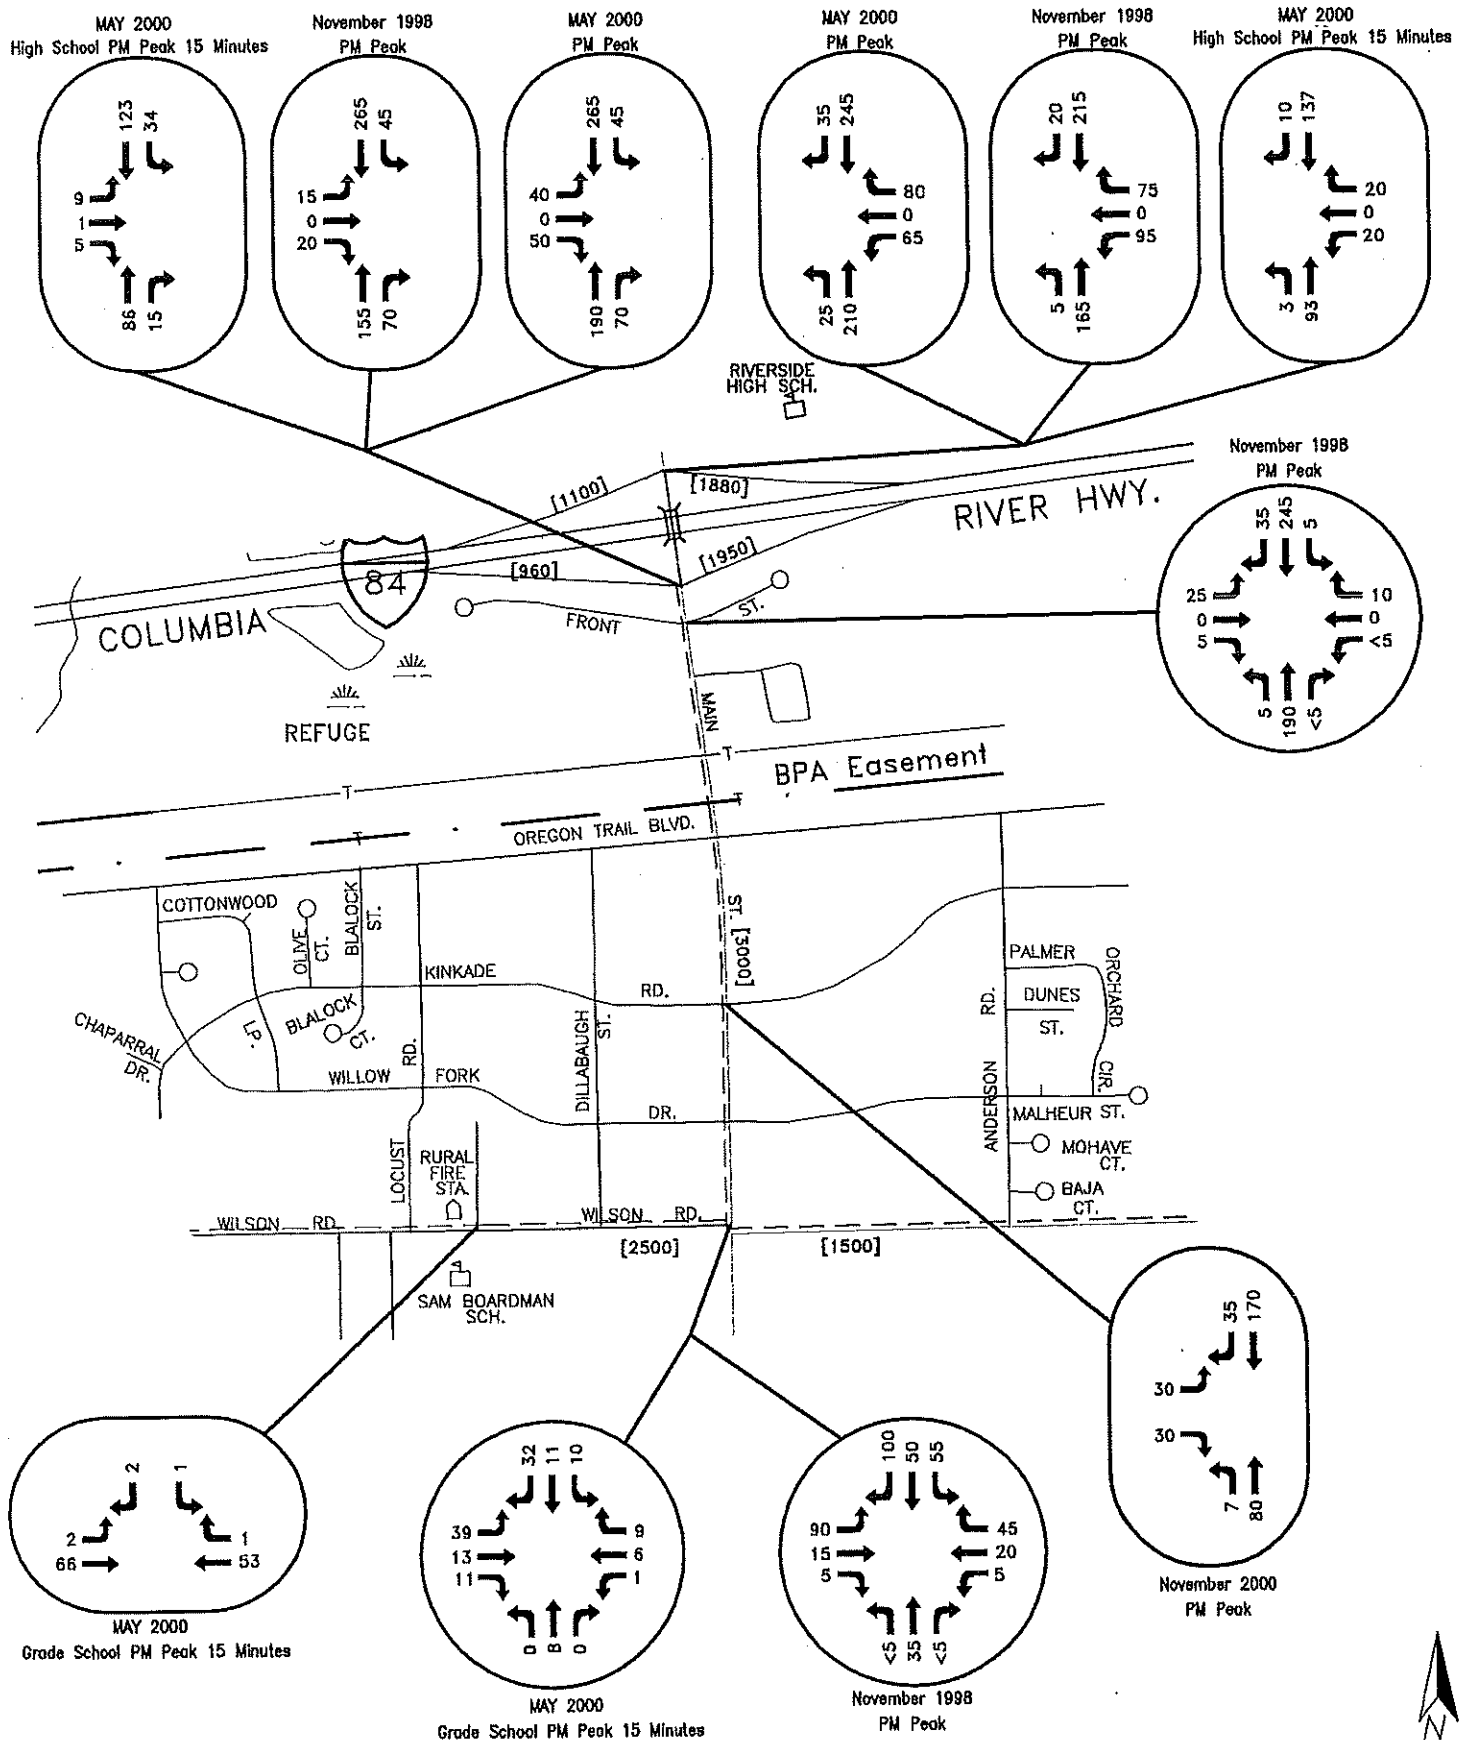 MAY 2000
High School PM Peak 15 Minutes
123
34
9
1
5
86
15
November 1998
PM Peak
265
45
15
0
20
155
70
MAY 2000
PM Peak
265
45
40
0
50
190
70
MAY 2000
PM Peak
35
245
80
0
65
25
210
November 1998
PM Peak
20
215
75
0
95
5
165
MAY 2000
High School PM Peak 15 Minutes
10
137
20
0
20
3
93
RIVERSIDE
HIGH SCH.
[1100]
[1880]
[960]
[1950]
84
COLUMBIA
RIVER HWY.
November 1998
PM Peak
35
245
5
25
0
5
10
0
<5
5
190
<5
FRONT
ST.
REFUGE
MAIN
T
T
BPA Easement
T
T
OREGON TRAIL BLVD.
COTTONWOOD
LP.
OLIVE
CT.
BLALOCK
ST.
BLALOCK
CT.
KINKADE
RD.
ST. [3000]
CHAPARRAL
DR.
WILLOW
FORK
DR.
LOCUST
RD.
DILLABAUGH
ST.
ANDERSON
RD.
PALMER
DUNES
ST.
ORCHARD
CIR.
MALHEUR ST.
MOHAVE
CT.
BAJA
CT.
RURAL
FIRE
STA.
WILSON RD.
WILSON RD.
[2500]
[1500]
SAM BOARDMAN
SCH.
2
1
2
66
1
53
MAY 2000
Grade School PM Peak 15 Minutes
32
11
10
39
13
11
9
6
1
0
8
0
MAY 2000
Grade School PM Peak 15 Minutes
100
50
55
90
15
5
45
20
5
<5
35
<5
November 1998
PM Peak
35
170
30
30
7
80
November 2000
PM Peak
N